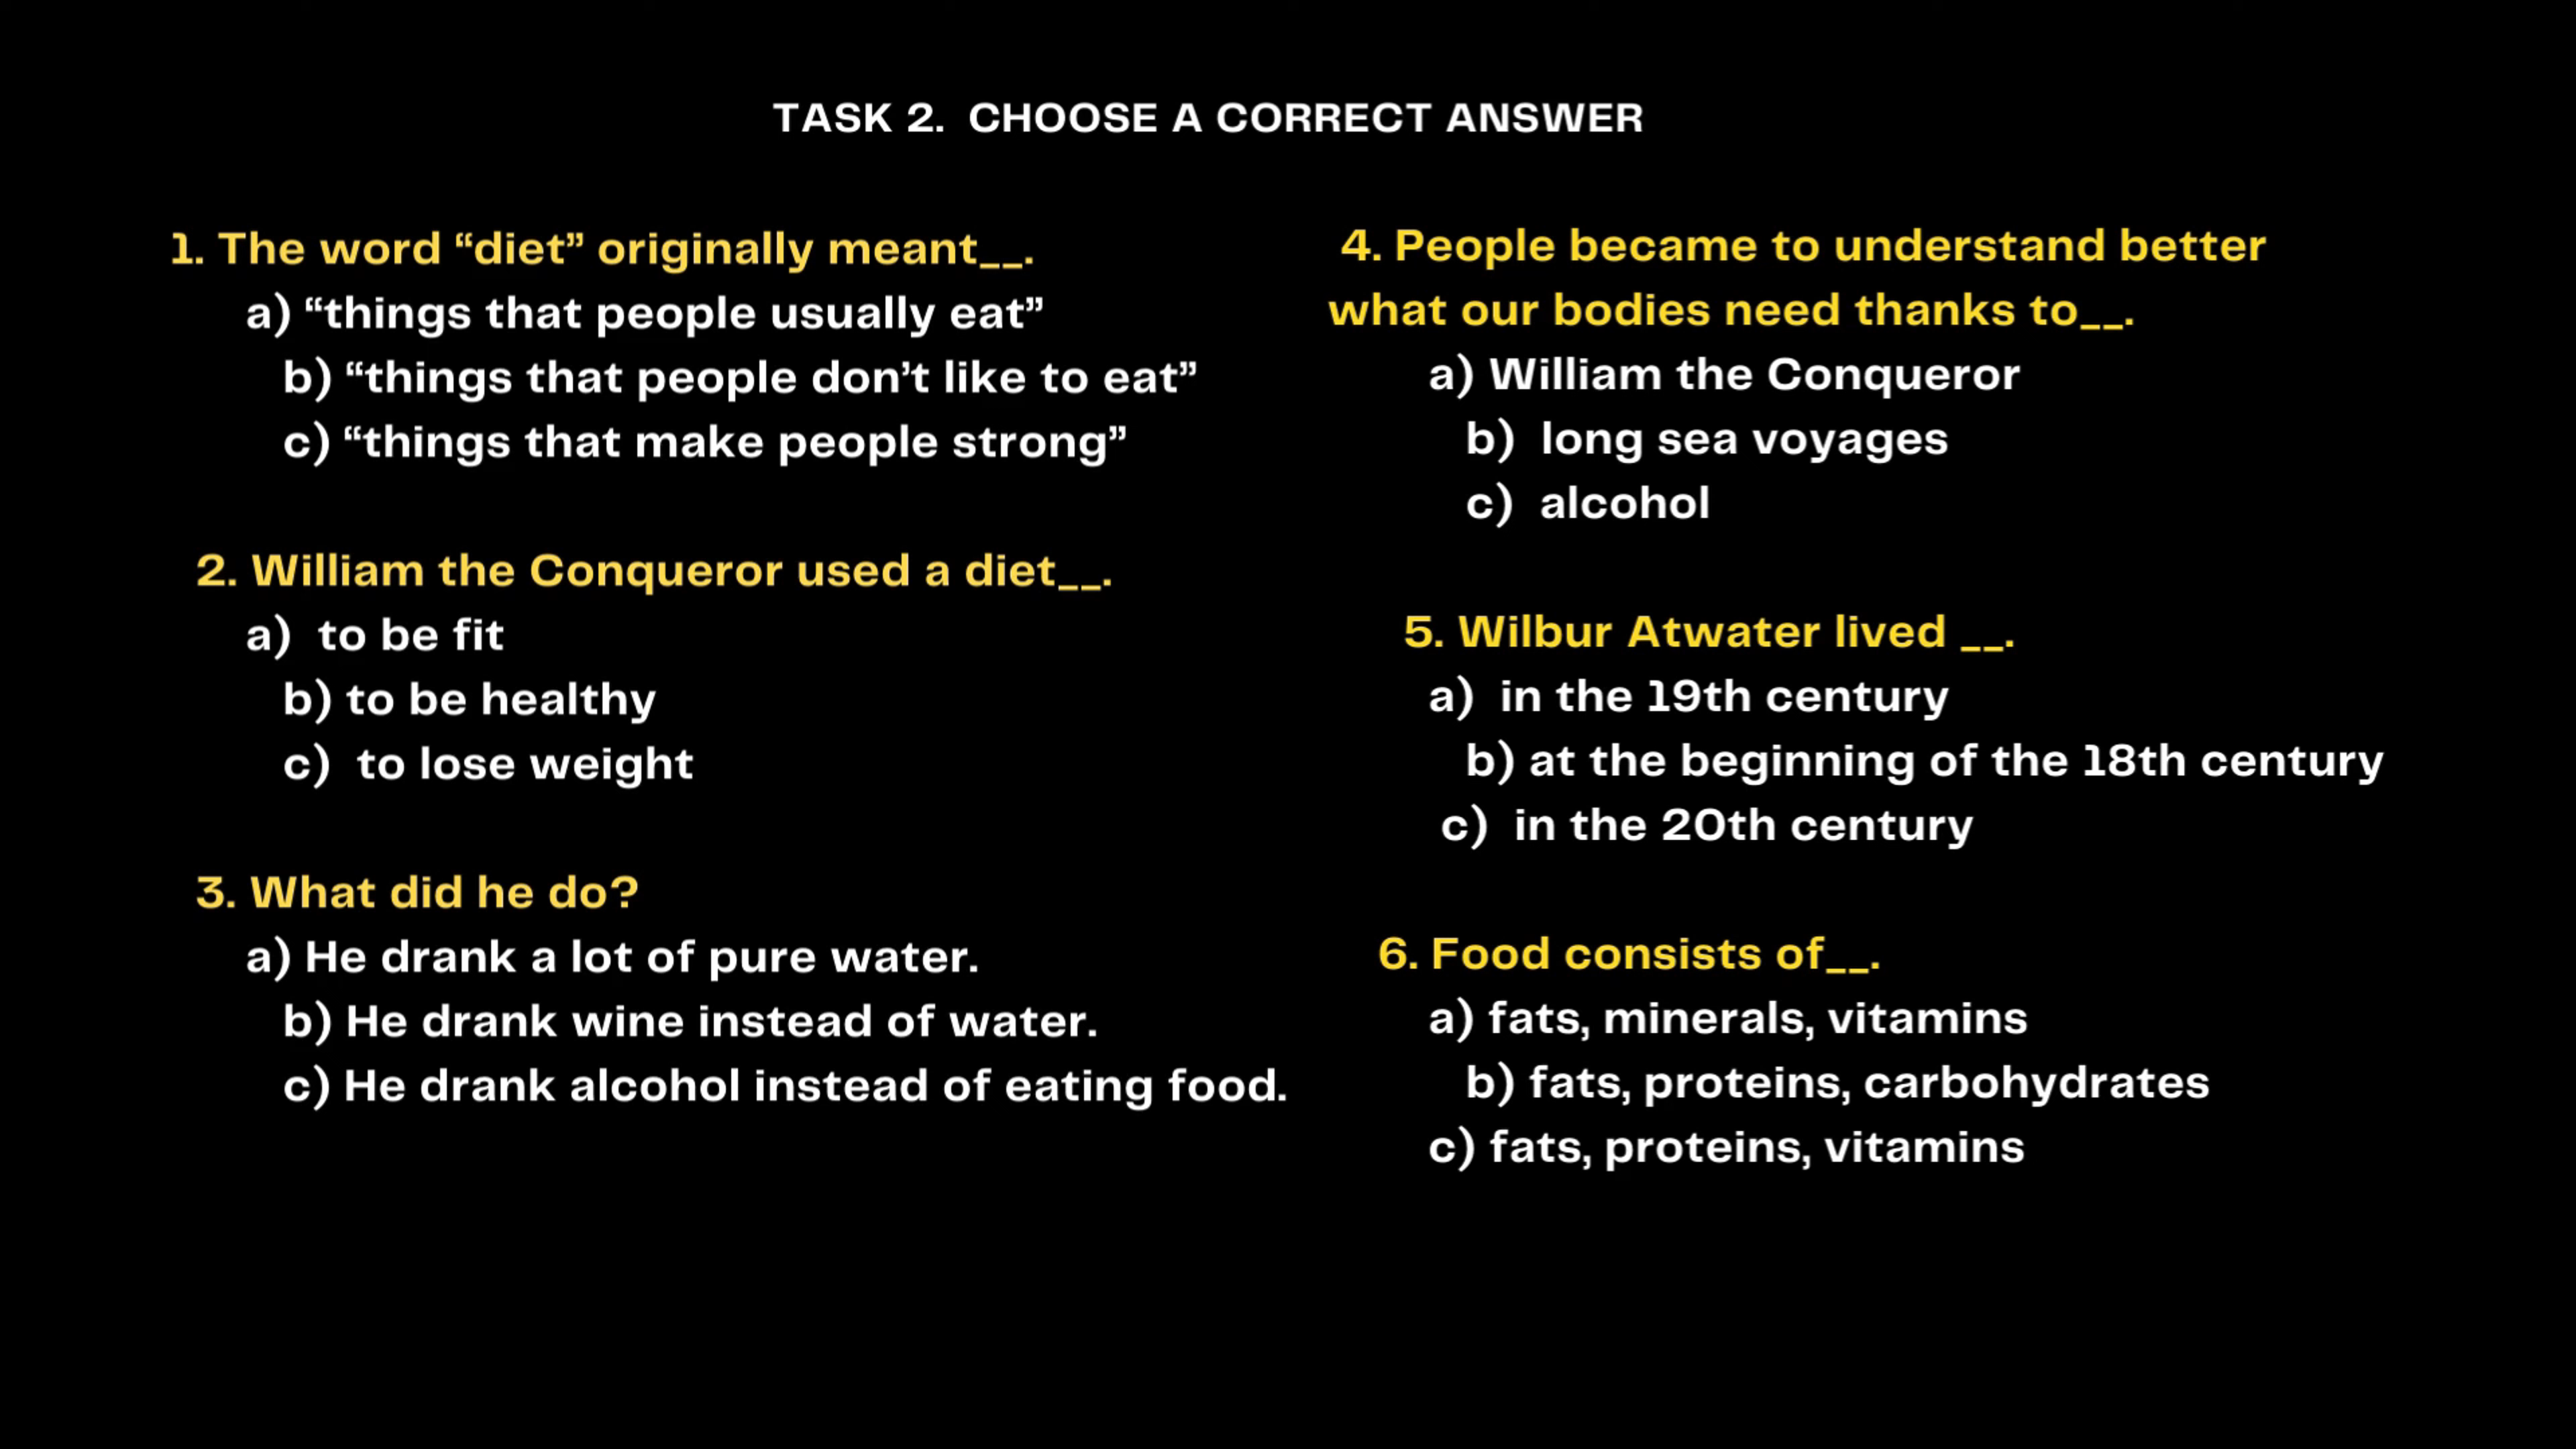 TASK 2. CHOOSE A CORRECT ANSWER
1. The word “diet” originally meant__.
a) “things that people usually eat”
b) “things that people don’t like to eat”
c) “things that make people strong”
2. William the Conqueror used a diet__.
a) to be fit
b) to be healthy
c) to lose weight
3. What did he do?
a) He drank a lot of pure water.
b) He drank wine instead of water.
c) He drank alcohol instead of eating food.
4. People became to understand better
what our bodies need thanks to__.
a) William the Conqueror
b) long sea voyages
c) alcohol
5. Wilbur Atwater lived __.
a) in the 19th century
b) at the beginning of the 18th century
c) in the 20th century
6. Food consists of__.
a) fats, minerals, vitamins
b) fats, proteins, carbohydrates
c) fats, proteins, vitamins